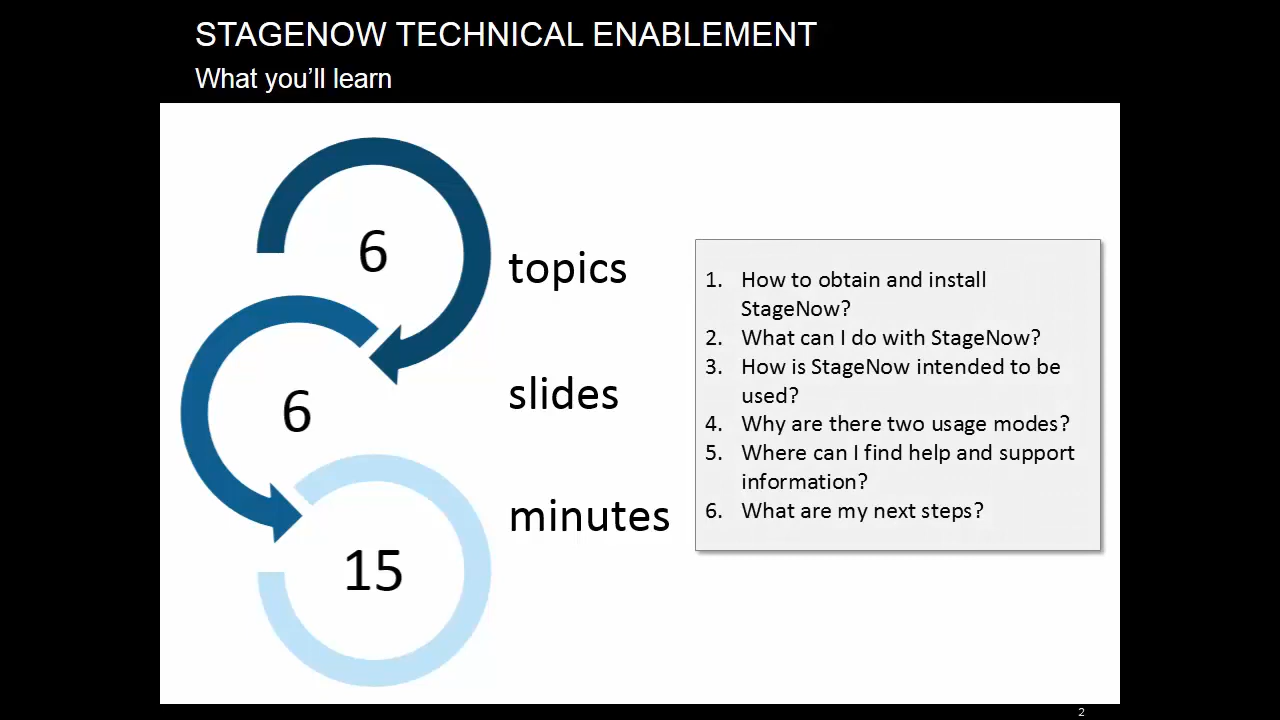 STAGENOW TECHNICAL ENABLEMENT
What you'll learn
6
topics
6
slides
15
minutes
1. How to obtain and install
StageNow?
2. What can I do with StageNow?
3. How is StageNow intended to be
used?
4. Why are there two usage modes?
5. Where can I find help and support
information?
6. What are my next steps?
2